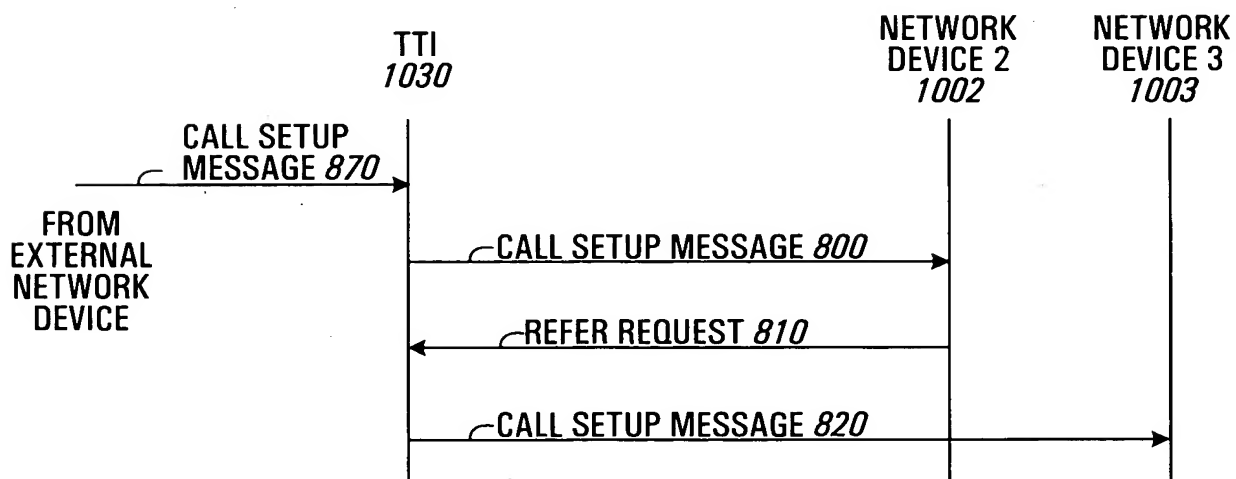 TTI
1030
NETWORK
DEVICE 2
1002
NETWORK
DEVICE 3
1003
CALL SETUP
MESSAGE 870
FROM
EXTERNAL
NETWORK
DEVICE
CALL SETUP MESSAGE 800
REFER REQUEST 810
CALL SETUP MESSAGE 820